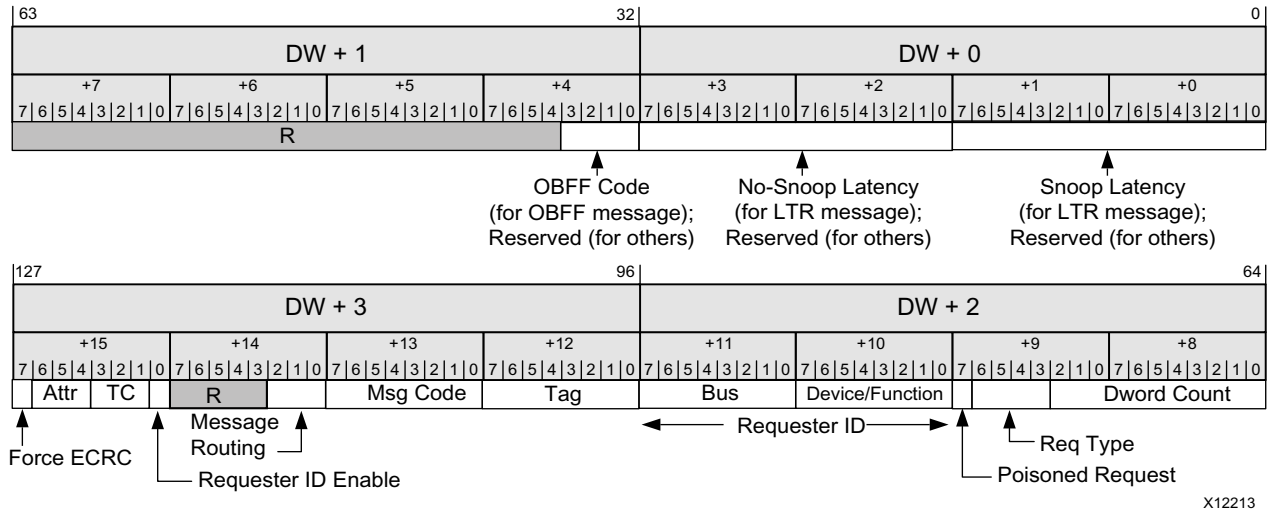 63 32 0
DW + 1 DW + 0
+7 +6 +5 +4 +3 +2 +1 +0
7 6 5 4 3 2 1 0 7 6 5 4 3 2 1 0 7 6 5 4 3 2 1 0 7 6 5 4 3 2 1 0 7 6 5 4 3 2 1 0 7 6 5 4 3 2 1 0 7 6 5 4 3 2 1 0 7 6 5 4 3 2 1 0
R
OBFF Code
(for OBFF message);
Reserved (for others)
No-Snoop Latency
(for LTR message);
Reserved (for others)
Snoop Latency
(for LTR message);
Reserved (for others)
127 96 64
DW + 3 DW + 2
+15 +14 +13 +12 +11 +10 +9 +8
7 6 5 4 3 2 1 0 7 6 5 4 3 2 1 0 7 6 5 4 3 2 1 0 7 6 5 4 3 2 1 0 7 6 5 4 3 2 1 0 7 6 5 4 3 2 1 0 7 6 5 4 3 2 1 0 7 6 5 4 3 2 1 0
Attr TC R Msg Code Tag Bus Device/Function Dword Count
Force ECRC
Message
Routing
Requester ID Enable
Requester ID
Req Type
Poisoned Request
X12213